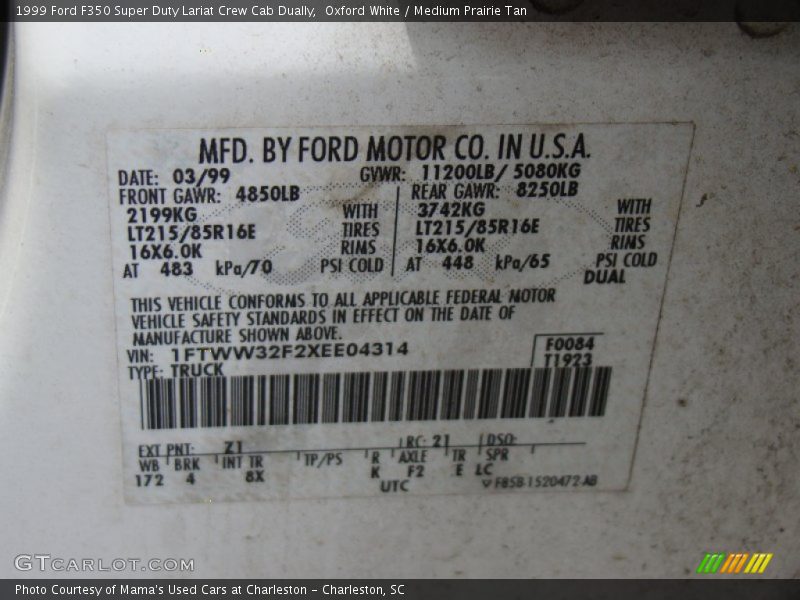 1999 Ford F350 Super Duty Lariat Crew Cab Dually,  Oxford White / Medium Prairie Tan
MFD. BY FORD MOTOR CO. IN U.S.A.
DATE: 03/99 GVWR: 11200LB/ 5080KG
FRONT GAWR: 4850LB REAR GAWR: 8250LB
2199KG WITH 3742KG WITH
LT215/85R16E TIRES LT215/85R16E TIRES
16X6.0K RIMS 16X6.0K RIMS
AT 483 kPa/70 PSI COLD AT 448 kPa/65 PSI COLD
DUAL
THIS VEHICLE CONFORMS TO ALL APPLICABLE FEDERAL MOTOR
VEHICLE SAFETY STANDARDS IN EFFECT ON THE DATE OF
MANUFACTURE SHOWN ABOVE.
VIN: 1FTWW32F2XEE04314 F0084
TYPE: TRUCK T1923
EXT PNT: Z1 RC: 21 DSO:
WB BRK INT TR TP/PS R AXLE TR SPR
172 4 8X K F2 E LC
UTC F85B-1520472-AB
GTCARLOT.COM
Photo Courtesy of Mama's Used Cars at Charleston – Charleston, SC